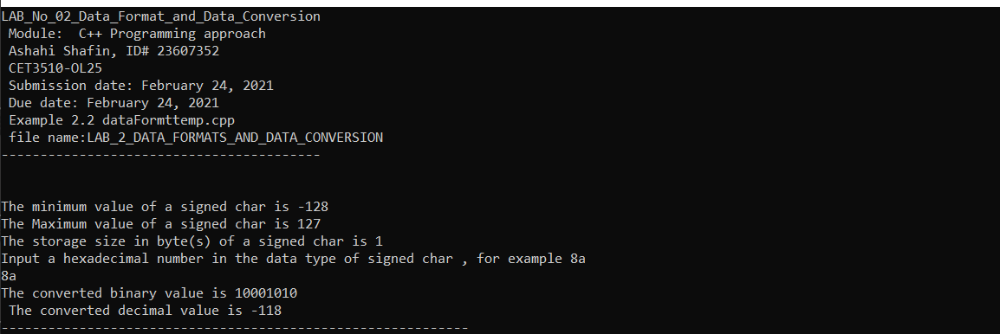 LAB_No_02_Data_Format_and_Data_Conversion
Module:  C++ Programming approach
Ashahi Shafin, ID# 23607352
CET3510-OL25
Submission date: February 24, 2021
Due date: February 24, 2021
Example 2.2 dataFormttemp.cpp
file name:LAB_2_DATA_FORMATS_AND_DATA_CONVERSION
-----------------------------------------
The minimum value of a signed char is -128
The Maximum value of a signed char is 127
The storage size in byte(s) of a signed char is 1
Input a hexadecimal number in the data type of signed char , for example 8a
8a
The converted binary value is 10001010
The converted decimal value is -118
------------------------------------------------------------